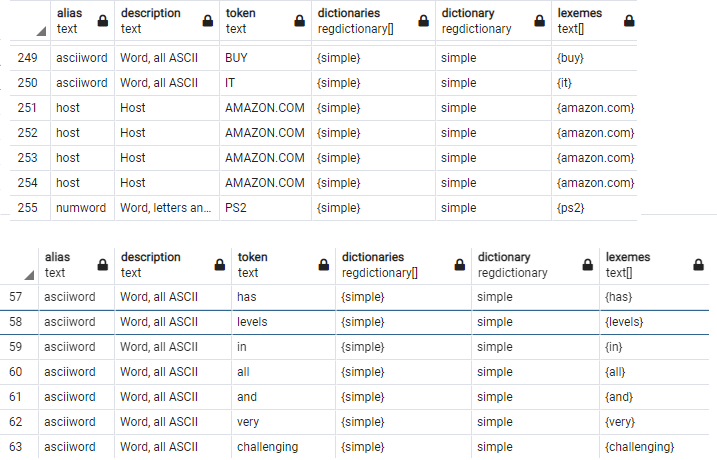 alias description token dictionaries dictionary lexemes
text text text regdictionary[] regdictionary text[]
249 asciiword Word, all ASCII BUY {simple} simple {buy}
250 asciiword Word, all ASCII IT {simple} simple {it}
251 host Host AMAZON.COM {simple} simple {amazon.com}
252 host Host AMAZON.COM {simple} simple {amazon.com}
253 host Host AMAZON.COM {simple} simple {amazon.com}
254 host Host AMAZON.COM {simple} simple {amazon.com}
255 numword Word, letters an... PS2 {simple} simple {ps2}
alias description token dictionaries dictionary lexemes
text text text regdictionary[] regdictionary text[]
57 asciiword Word, all ASCII has {simple} simple {has}
58 asciiword Word, all ASCII levels {simple} simple {levels}
59 asciiword Word, all ASCII in {simple} simple {in}
60 asciiword Word, all ASCII all {simple} simple {all}
61 asciiword Word, all ASCII and {simple} simple {and}
62 asciiword Word, all ASCII very {simple} simple {very}
63 asciiword Word, all ASCII challenging {simple} simple {challenging}